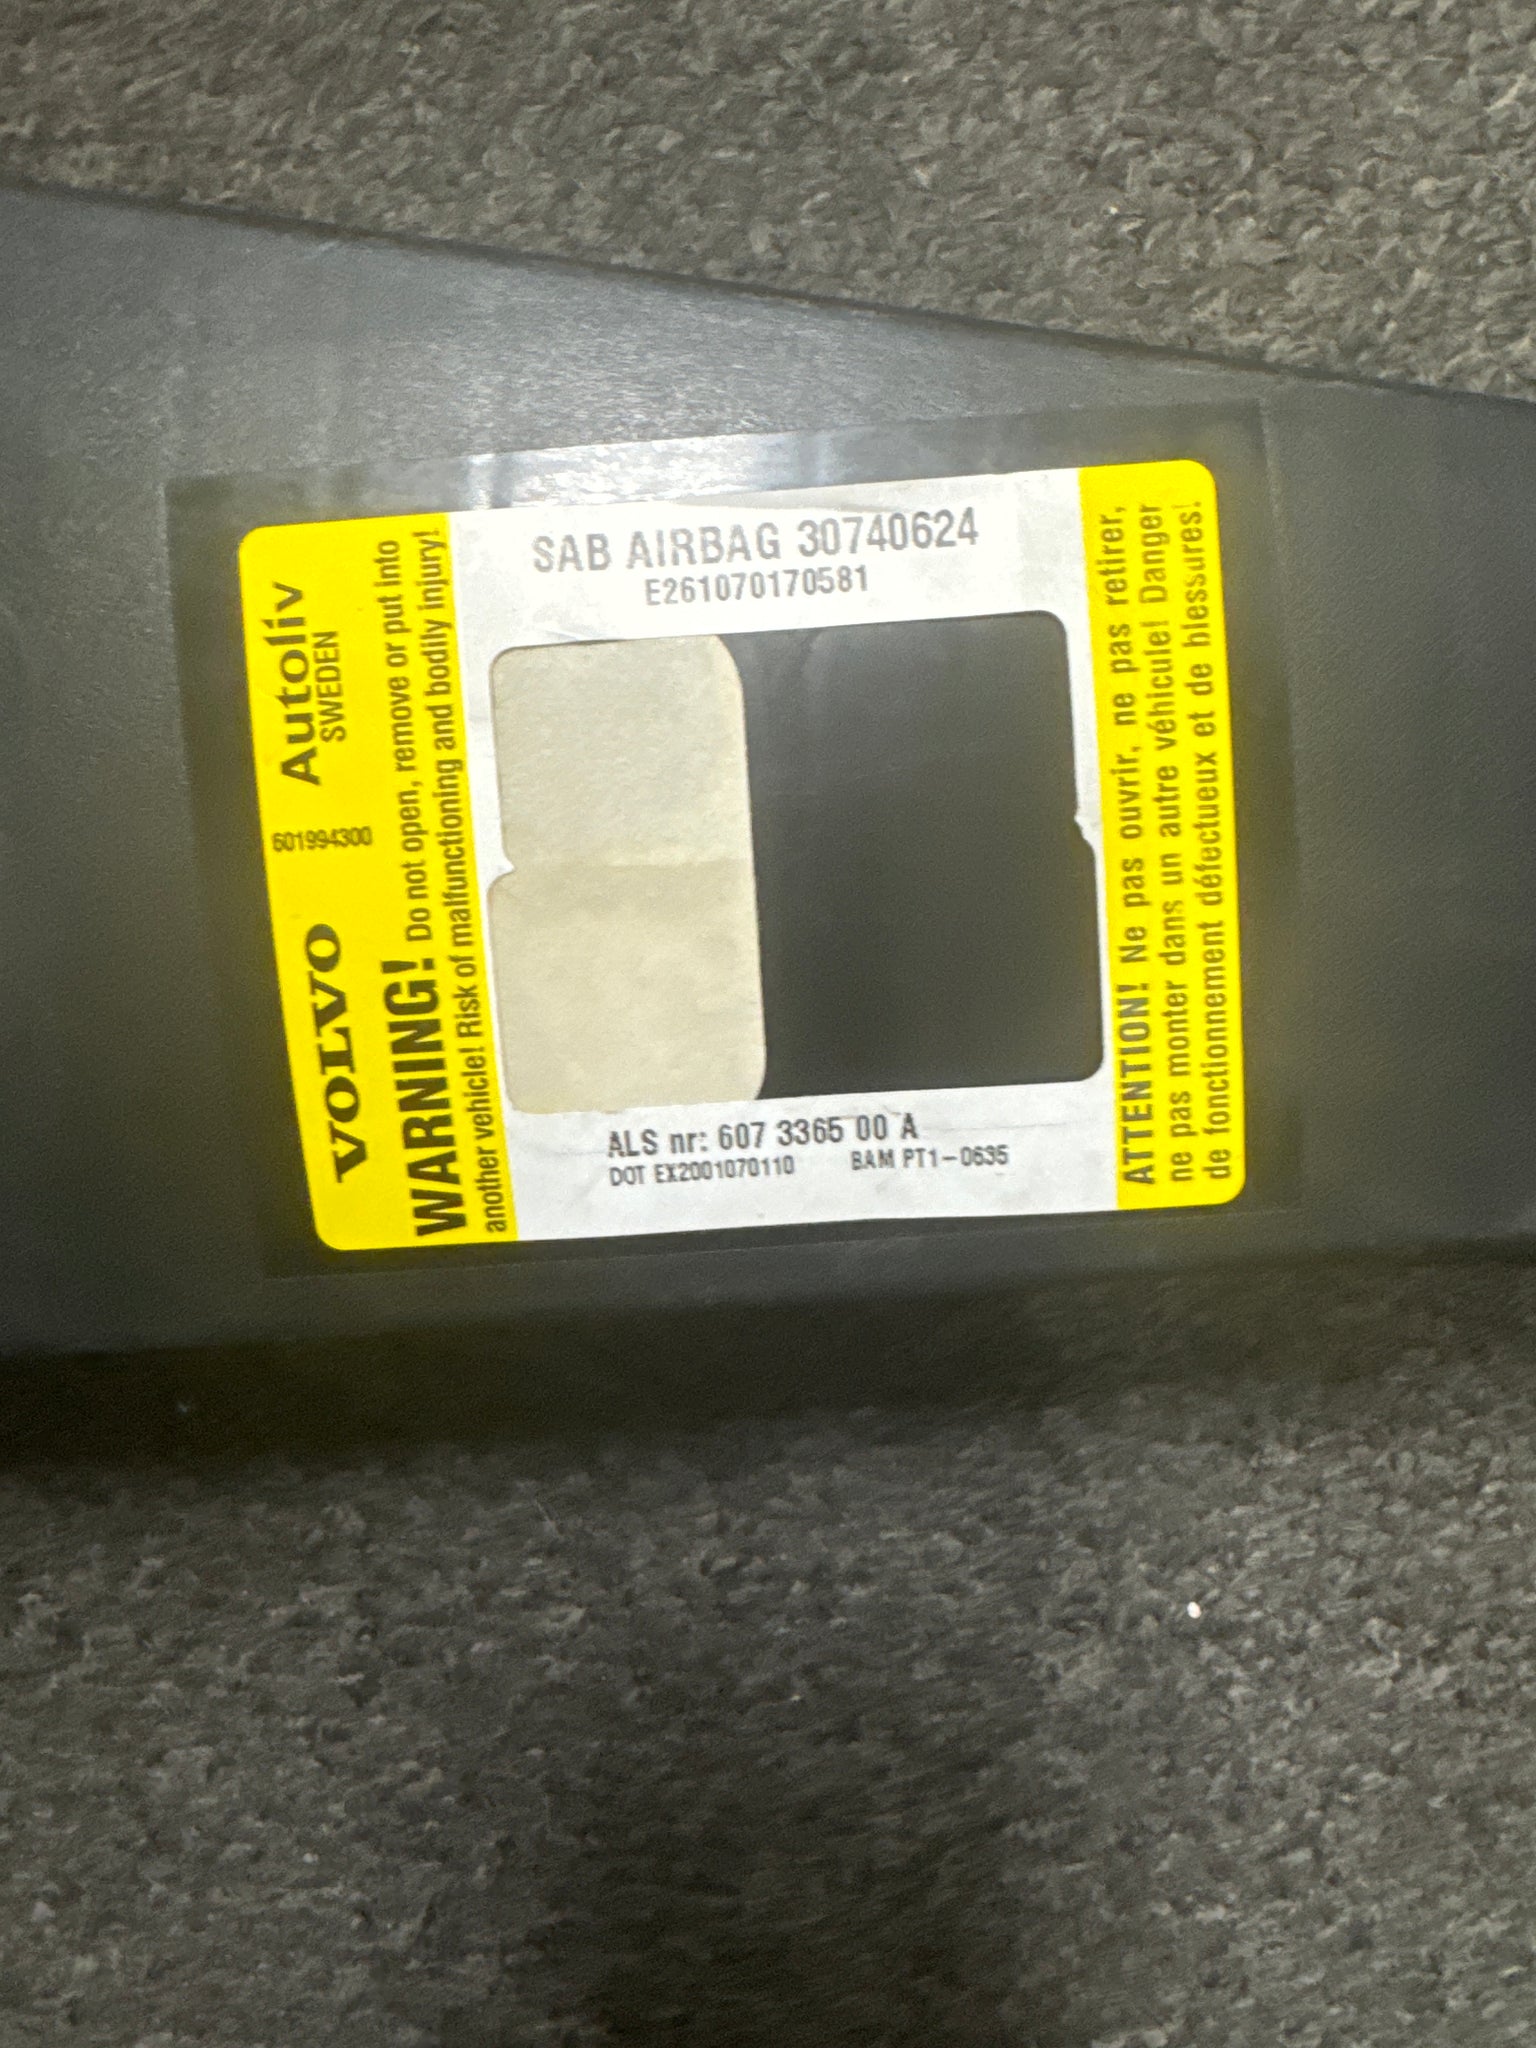 VOLVO 601994300 Autoliv
SWEDEN
WARNING! Do not open, remove or put into
another vehicle! Risk of malfunctioning and bodily injury!
SAB AIRBAG 30740624
E261070170581
ALS nr: 607 3365 00 A
DOT EX2001070110 BAM PT1-0635
ATTENTION! Ne pas ouvrir, ne pas retirer,
ne pas monter dans un autre véhicule! Danger
de fonctionnement défectueux et de blessures!